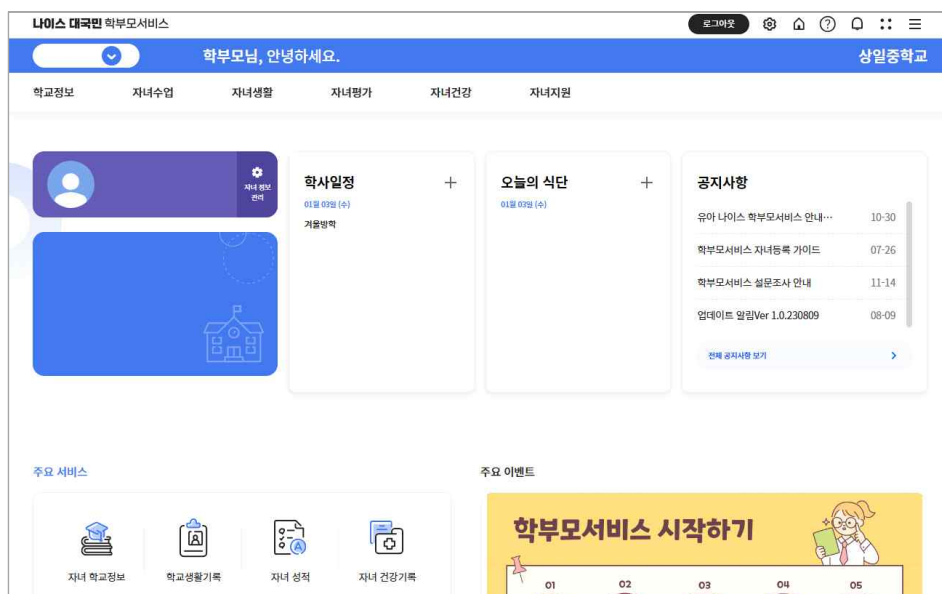 나이스 대국민 학부모서비스
로그아웃
학부모님, 안녕하세요.
상일중학교
학교정보 자녀수업 자녀생활 자녀평가 자녀건강 자녀지원
자녀 정보
관리
학사일정
01월 03일 (수)
겨울방학
오늘의 식단
01월 03일 (수)
공지사항
유아 나이스 학부모서비스 안내… 10-30
학부모서비스 자녀등록 가이드 07-26
학부모서비스 설문조사 안내 11-14
업데이트 알림Ver 1.0.230809 08-09
전체 공지사항 보기
주요 서비스
자녀 학교정보 학교생활기록 자녀 성적 자녀 건강기록
주요 이벤트
학부모서비스 시작하기
01 02 03 04 05